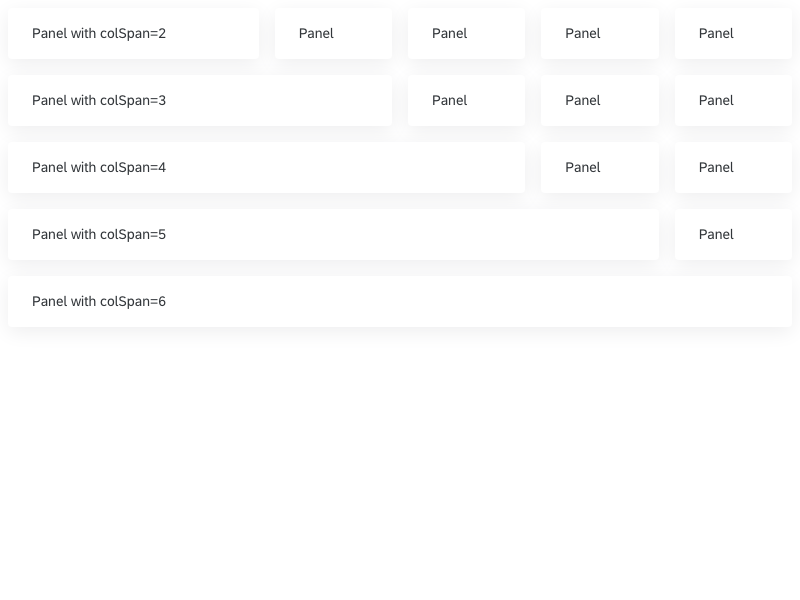 Panel with colSpan=2 Panel Panel Panel Panel
Panel with colSpan=3 Panel Panel Panel
Panel with colSpan=4 Panel Panel
Panel with colSpan=5 Panel
Panel with colSpan=6